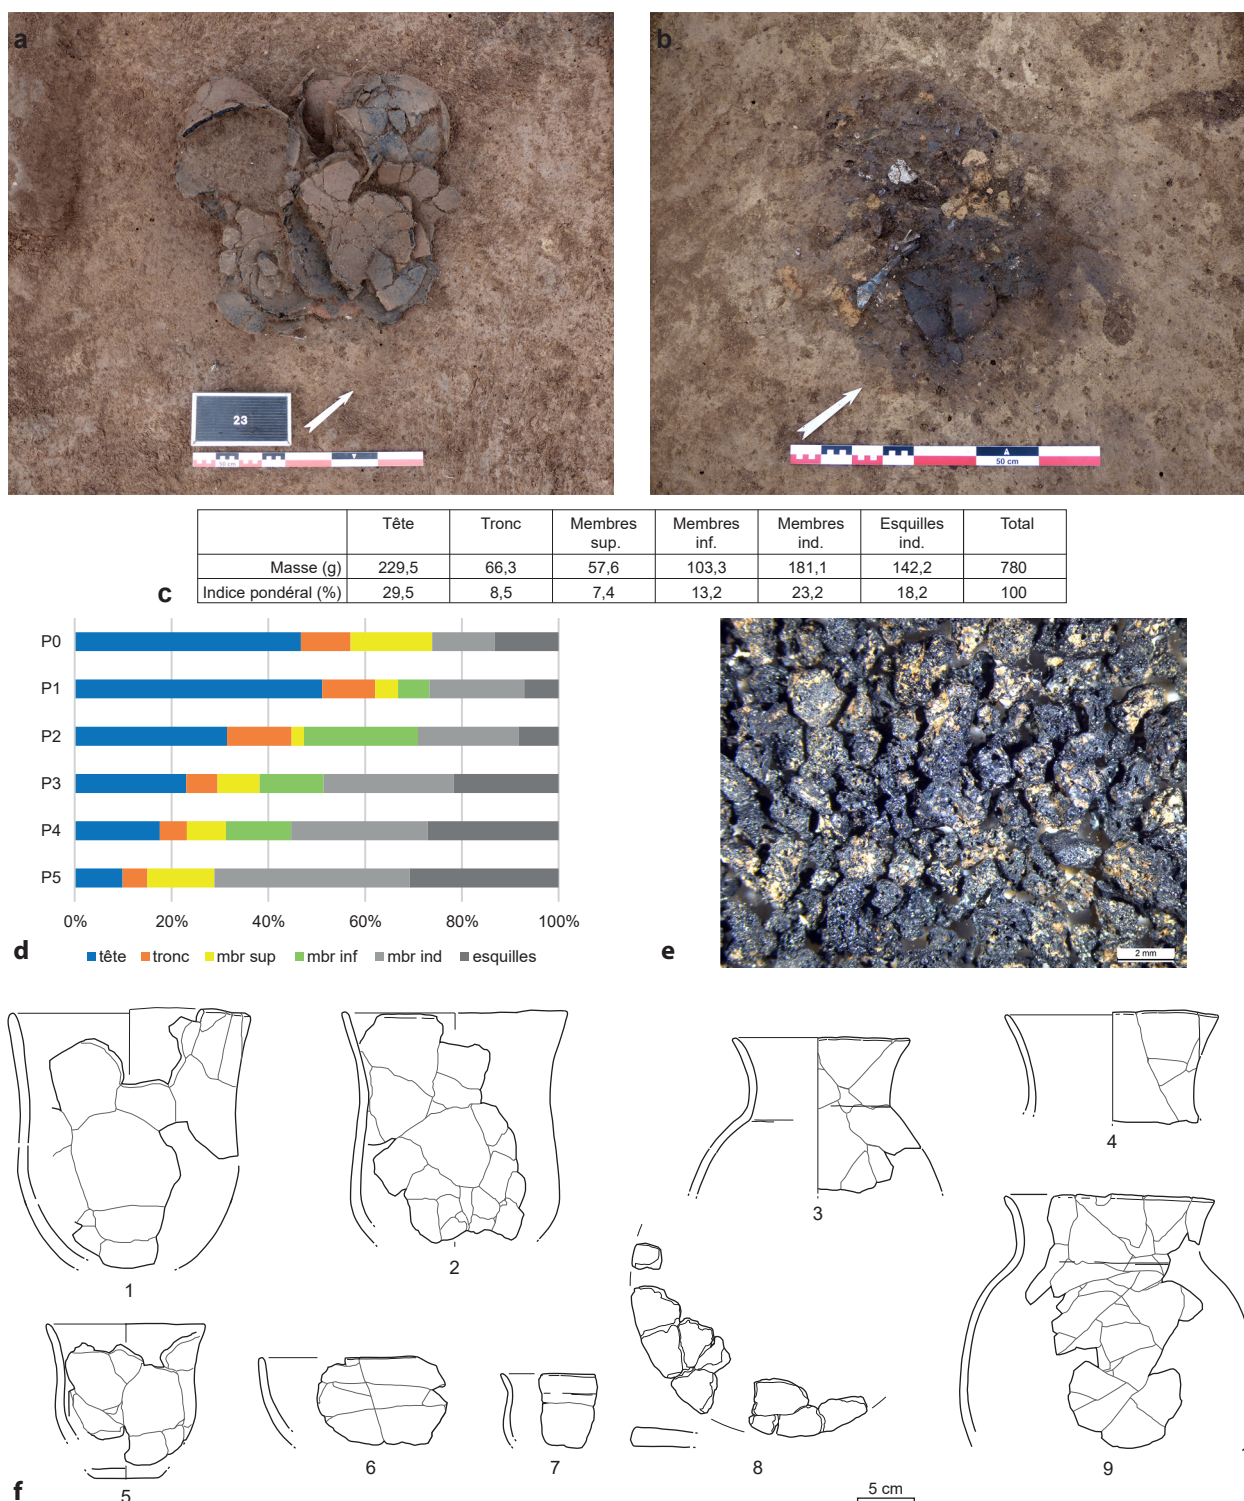 a
b
23
50 cm
50 cm
Tête Tronc Membres sup. Membres inf. Membres ind. Esquilles ind. Total
Masse (g) 229,5 66,3 57,6 103,3 181,1 142,2 780
Indice pondéral (%) 29,5 8,5 7,4 13,2 23,2 18,2 100
c
P0
P1
P2
P3
P4
P5
0% 20% 40% 60% 80% 100%
d
tête tronc mbr sup mbr inf mbr ind esquilles
2 mm
e
1
2
3
4
5
6
7
8
9
f
5 cm